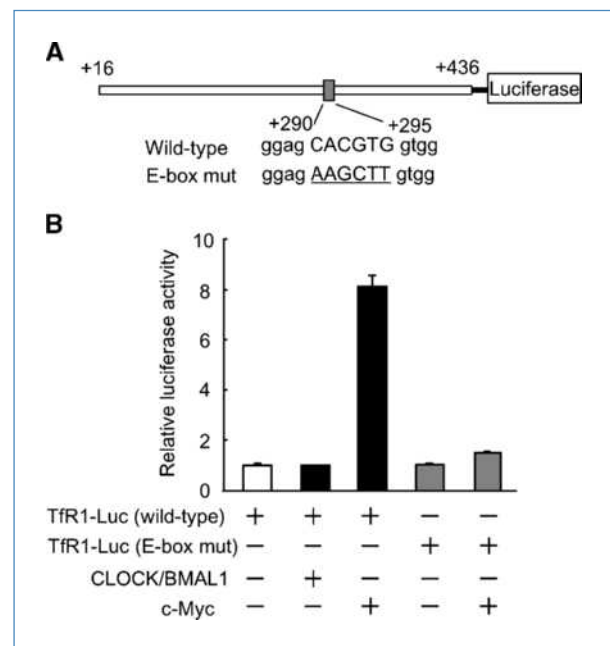 A
+16 +436
Luciferase
+290 +295
Wild-type ggag CACGTG gtgg
E-box mut ggag AAGCTT gtgg
B
Relative luciferase activity
10
8
6
4
2
0
TfR1-Luc (wild-type) + + + − −
TfR1-Luc (E-box mut) − − − + +
CLOCK/BMAL1 − + − − −
c-Myc − − + − +